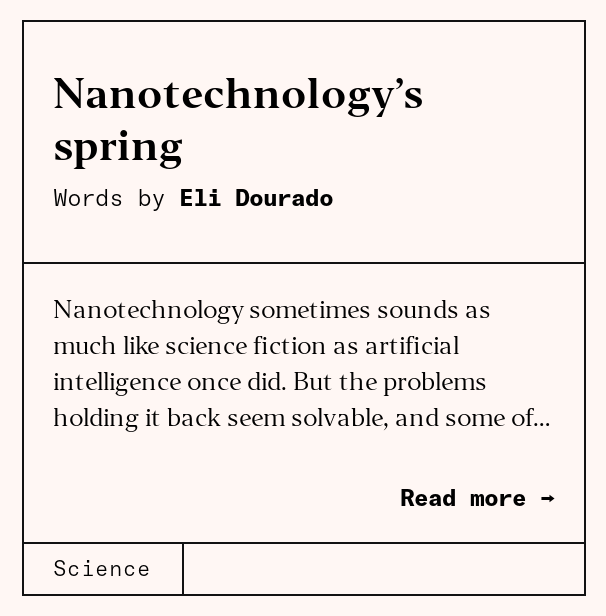 Nanotechnology’s
spring
Words by Eli Dourado
Nanotechnology sometimes sounds as
much like science fiction as artificial
intelligence once did. But the problems
holding it back seem solvable, and some of...
Read more →
Science